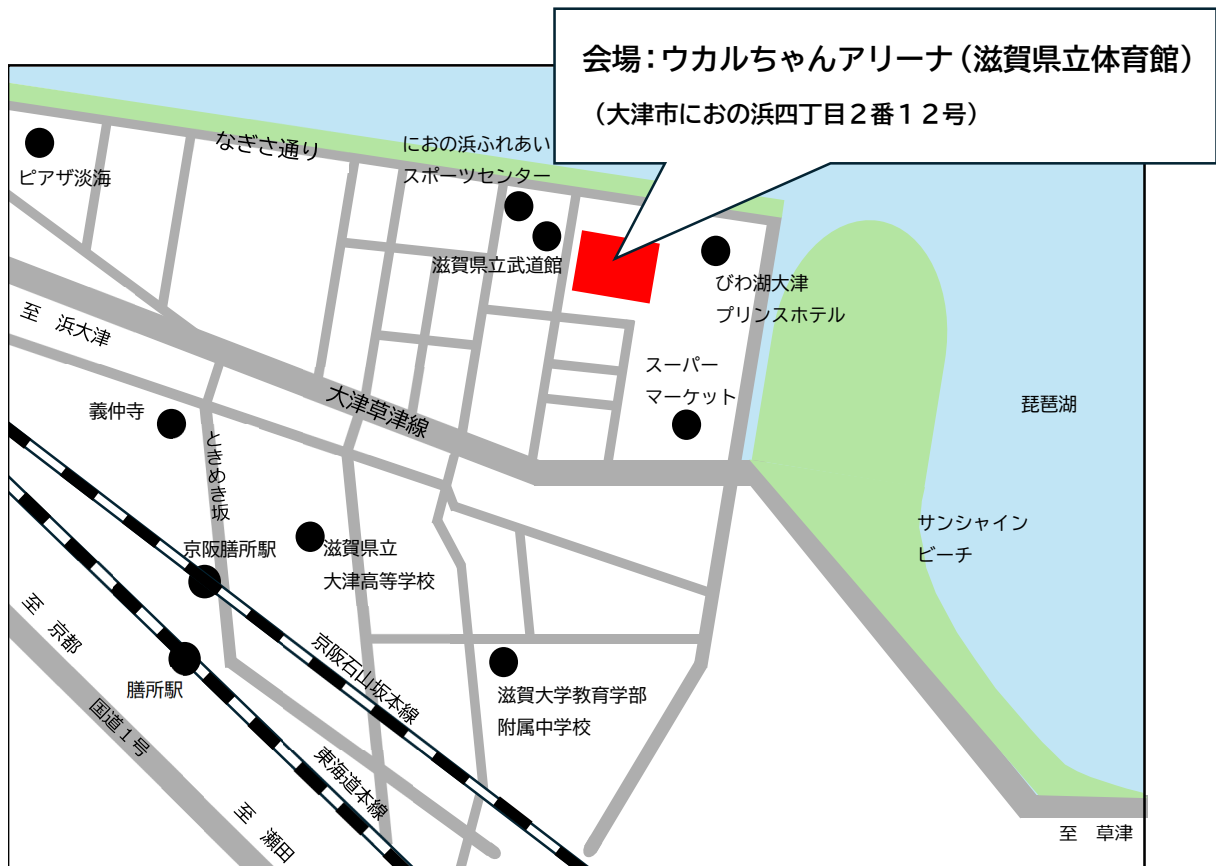 会場：ウカルちゃんアリーナ（滋賀県立体育館）
（大津市におの浜四丁目２番１２号）
なぎさ通り
におの浜ふれあい
スポーツセンター
ピアザ淡海
滋賀県立武道館
びわ湖大津
プリンスホテル
至　浜大津
スーパー
マーケット
大津草津線
義仲寺
琵琶湖
ときめき坂
サンシャイン
ビーチ
京阪膳所駅
滋賀県立
大津高等学校
至　京都
京阪石山坂本線
膳所駅
滋賀大学教育学部
附属中学校
国道１号
東海道本線
至　瀬田
至　草津